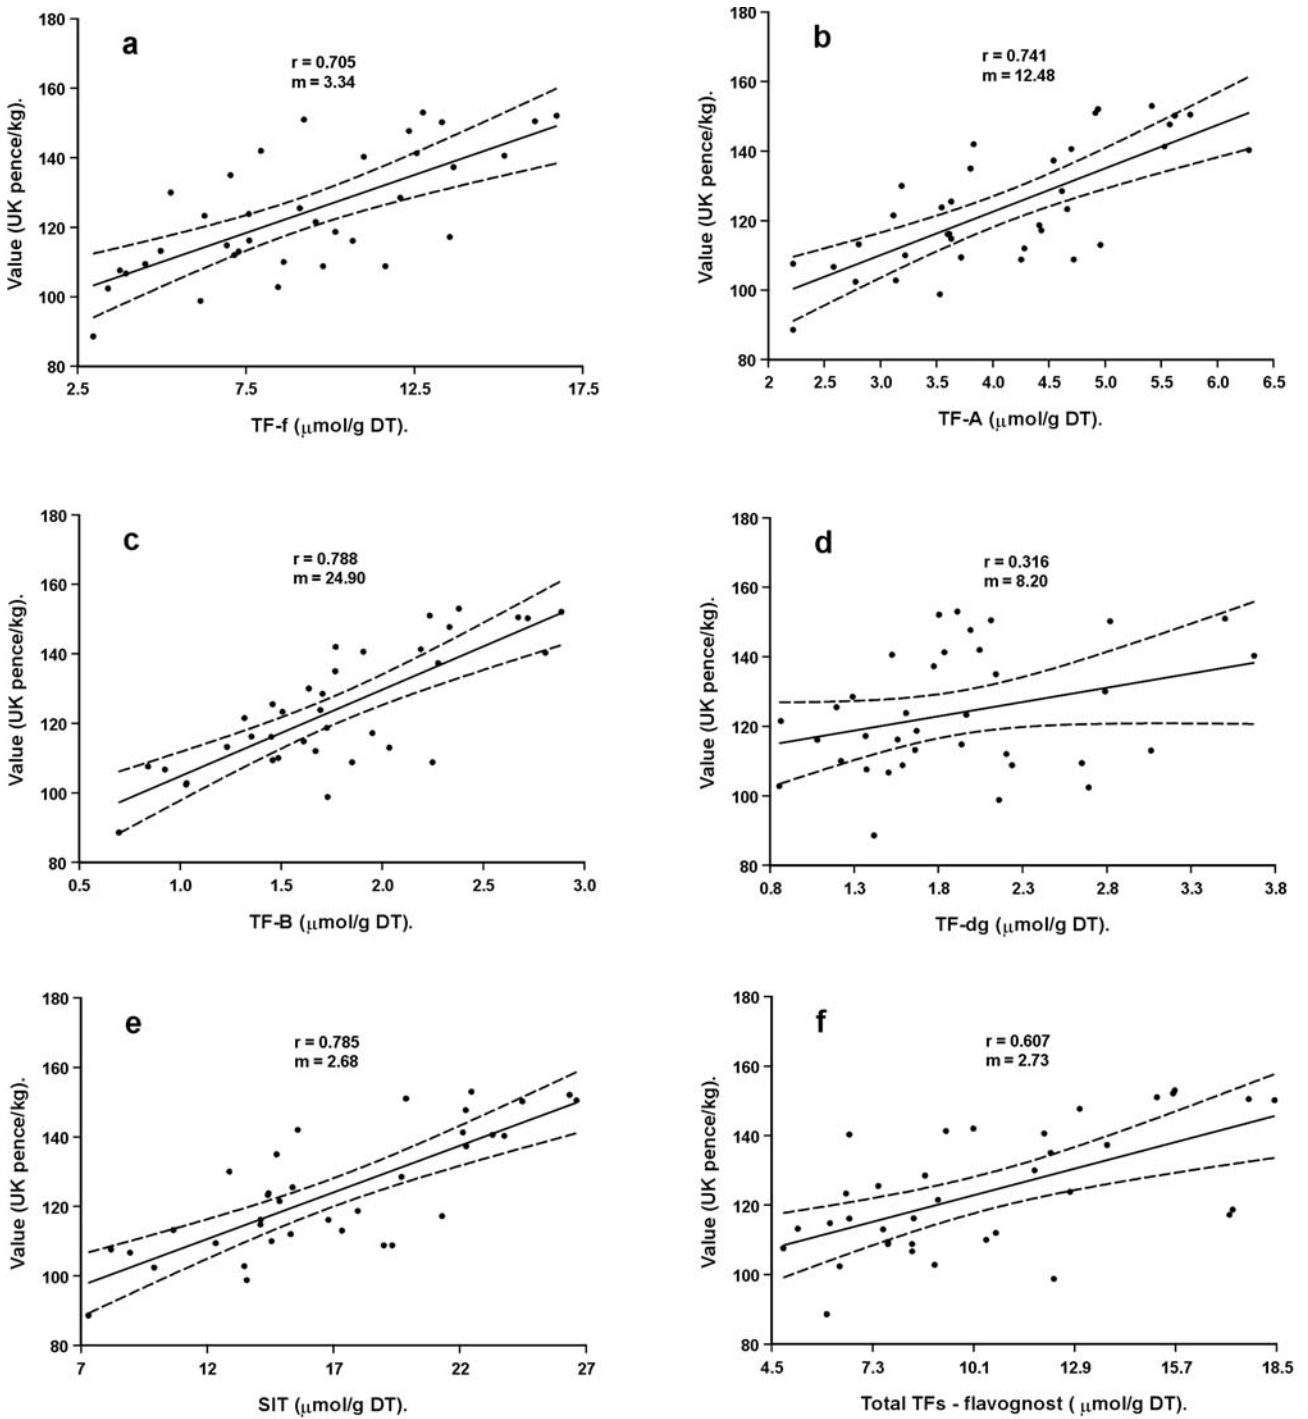 a
r = 0.705
m = 3.34
Value (UK pence/kg).
180
160
140
120
100
80
2.5 7.5 12.5 17.5
TF-f (μmol/g DT).
b
r = 0.741
m = 12.48
Value (UK pence/kg).
180
160
140
120
100
80
2 2.5 3.0 3.5 4.0 4.5 5.0 5.5 6.0 6.5
TF-A (μmol/g DT).
c
r = 0.788
m = 24.90
Value (UK pence/kg).
180
160
140
120
100
80
0.5 1.0 1.5 2.0 2.5 3.0
TF-B (μmol/g DT).
d
r = 0.316
m = 8.20
Value (UK pence/kg).
180
160
140
120
100
80
0.8 1.3 1.8 2.3 2.8 3.3 3.8
TF-dg (μmol/g DT).
e
r = 0.785
m = 2.68
Value (UK pence/kg).
180
160
140
120
100
80
7 12 17 22 27
SIT (μmol/g DT).
f
r = 0.607
m = 2.73
Value (UK pence/kg).
180
160
140
120
100
80
4.5 7.3 10.1 12.9 15.7 18.5
Total TFs - flavognost ( μmol/g DT).